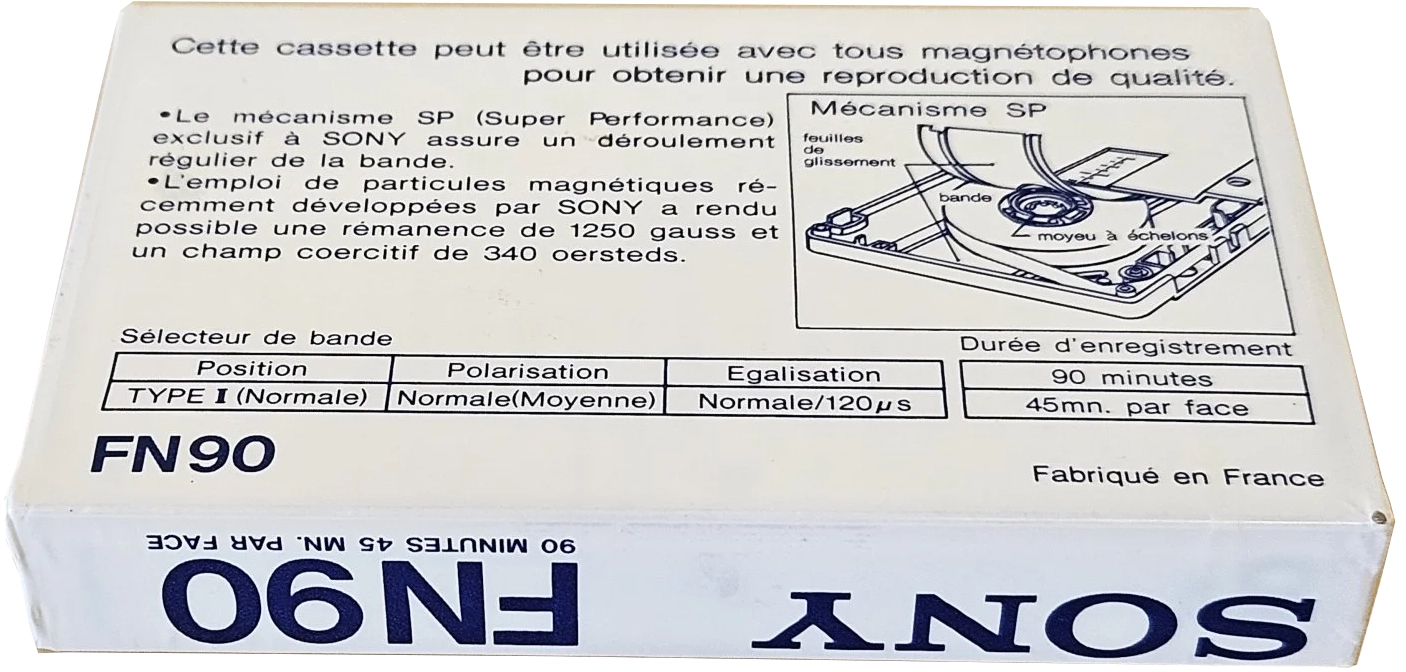 Cette cassette peut être utilisée avec tous magnétophones
pour obtenir une reproduction de qualité.
•Le mécanisme SP (Super Performance)
exclusif à SONY assure un déroulement
régulier de la bande.
•L'emploi de particules magnétiques ré-
cemment développées par SONY a rendu
possible une rémanence de 1250 gauss et
un champ coercitif de 340 oersteds.
Mécanisme SP
feuilles
de
glissement
bande
moyeu à échelons
Sélecteur de bande
Position Polarisation Egalisation
TYPE I (Normale) Normale(Moyenne) Normale/120μs
Durée d'enregistrement
90 minutes
45mn. par face
FN90
Fabriqué en France
SONY
FN90
90 MINUTES 45 MN. PAR FACE